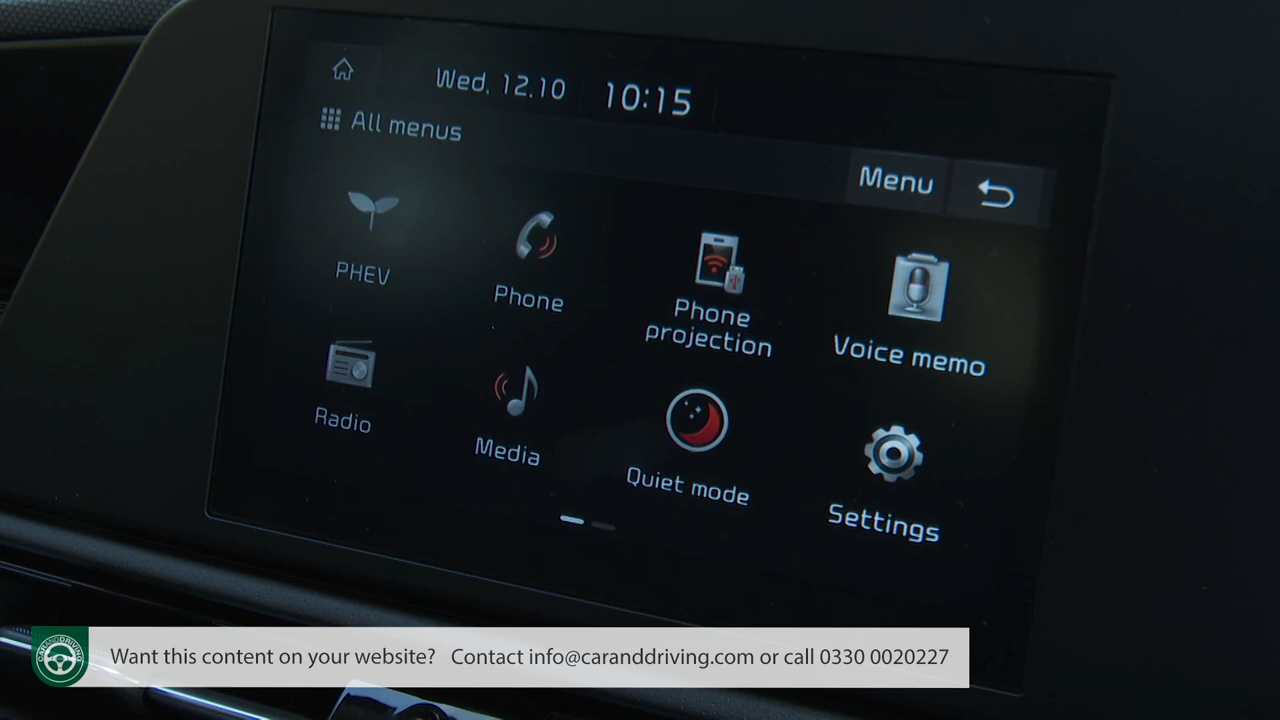 Wed, 12.10 10:15
All menus
Menu
PHEV
Phone
Phone
projection
Voice memo
Radio
Media
Quiet mode
Settings
CARANDDRIVING
Want this content on your website? Contact info@caranddriving.com or call 0330 0020227